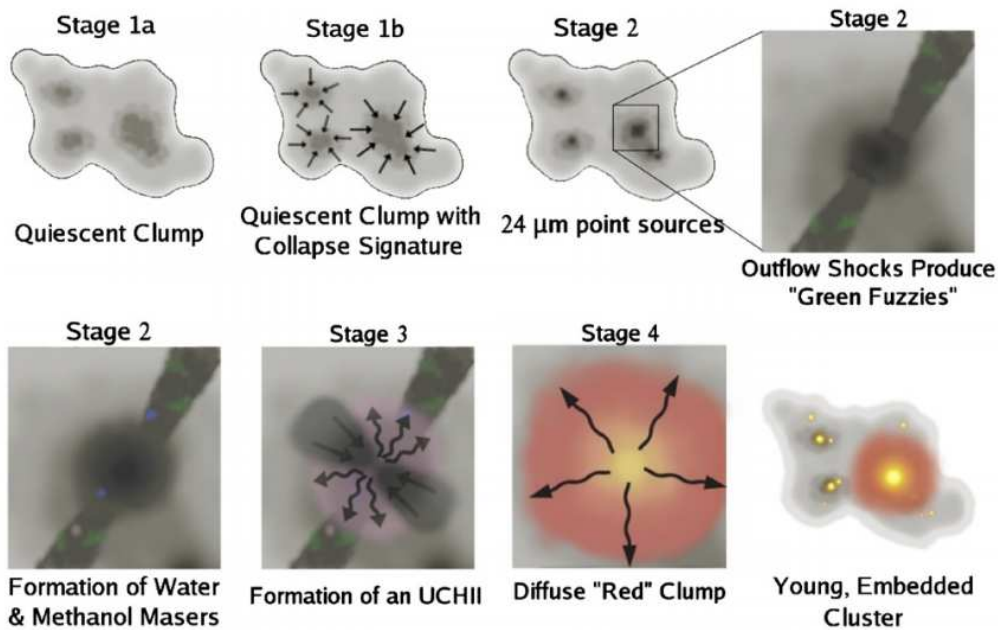 Stage 1a
Quiescent Clump
Stage 1b
Quiescent Clump with
Collapse Signature
Stage 2
24 μm point sources
Stage 2
Outflow Shocks Produce
"Green Fuzzies"
Stage 2
Formation of Water
& Methanol Masers
Stage 3
Formation of an UCHII
Stage 4
Diffuse "Red" Clump
Young, Embedded
Cluster